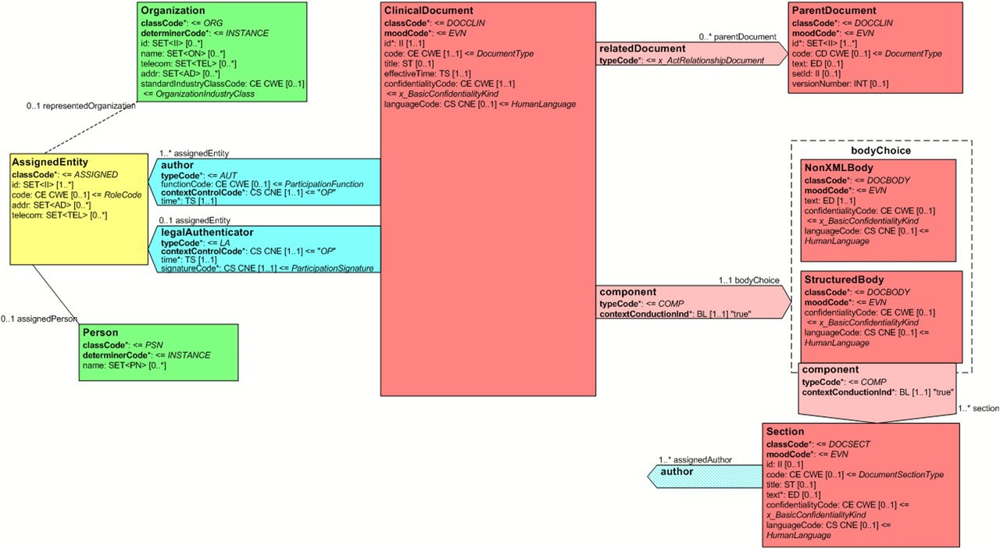 Organization
classCode*: <= ORG
determinerCode*: <= INSTANCE
id: SET<II> [0..*]
name: SET<ON> [0..*]
telecom: SET<TEL> [0..*]
addr: SET<AD> [0..*]
standardIndustryClassCode: CE CWE [0..1]
<= OrganizationIndustryClass
0..1 representedOrganization
AssignedEntity
classCode*: <= ASSIGNED
id: SET<II> [1..*]
code: CE CWE [0..1] <= RoleCode
addr: SET<AD> [0..*]
telecom: SET<TEL> [0..*]
0..1 assignedPerson
Person
classCode*: <= PSN
determinerCode*: <= INSTANCE
name: SET<PN> [0..*]
1..* assignedEntity
author
typeCode*: <= AUT
functionCode: CE CWE [0..1] <= ParticipationFunction
contextControlCode*: CS CNE [1..1] <= "OP"
time*: TS [1..1]
0..1 assignedEntity
legalAuthenticator
typeCode*: <= LA
contextControlCode*: CS CNE [1..1] <= "OP"
time*: TS [1..1]
signatureCode*: CS CNE [1..1] <= ParticipationSignature
ClinicalDocument
classCode*: <= DOCCLIN
moodCode*: <= EVN
id*: II [1..1]
code: CE CWE [1..1] <= DocumentType
title: ST [0..1]
effectiveTime: TS [1..1]
confidentialityCode: CE CWE [1..1]
<= x_BasicConfidentialityKind
languageCode: CS CNE [0..1] <= HumanLanguage
0..* parentDocument
relatedDocument
typeCode*: <= x_ActRelationshipDocument
ParentDocument
classCode*: <= DOCCLIN
moodCode*: <= EVN
id*: SET<II> [1..*]
code: CD CWE [0..1] <= DocumentType
text: ED [0..1]
setId: II [0..1]
versionNumber: INT [0..1]
1..1 bodyChoice
component
typeCode*: <= COMP
contextConductionInd*: BL [1..1] "true"
bodyChoice
NonXMLBody
classCode*: <= DOCBODY
moodCode*: <= EVN
text: ED [1..1]
confidentialityCode: CE CWE [0..1]
<= x_BasicConfidentialityKind
languageCode: CS CNE [0..1] <=
HumanLanguage
StructuredBody
classCode*: <= DOCBODY
moodCode*: <= EVN
confidentialityCode: CE CWE [0..1]
<= x_BasicConfidentialityKind
languageCode: CS CNE [0..1] <=
HumanLanguage
component
typeCode*: <= COMP
contextConductionInd*: BL [1..1] "true"
1..* section
Section
classCode*: <= DOCSECT
moodCode*: <= EVN
id: II [0..1]
code: CE CWE [0..1] <= DocumentSectionType
title: ST [0..1]
text*: ED [0..1]
confidentialityCode: CE CWE [0..1] <=
x_BasicConfidentialityKind
languageCode: CS CNE [0..1] <=
HumanLanguage
1..* assignedAuthor
author